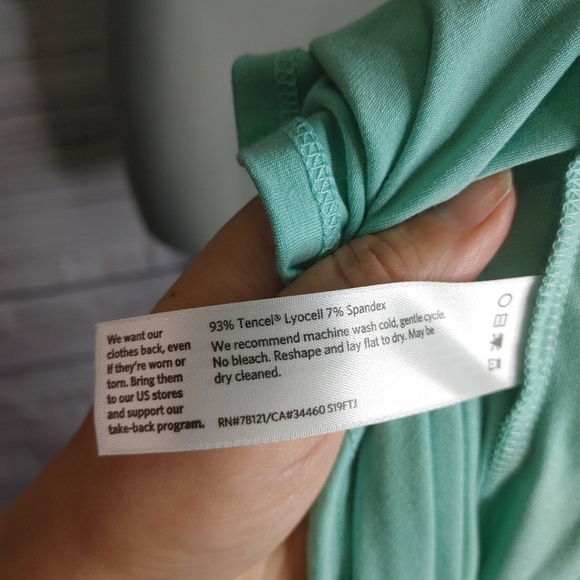 We want our
clothes back, even
if they're worn or
torn. Bring them
to our US stores
and support our
take-back program.
93% Tencel® Lyocell 7% Spandex
We recommend machine wash cold, gentle cycle.
No bleach. Reshape and lay flat to dry. May be
dry cleaned.
RN#7B121/CA#34460 S19FTJ